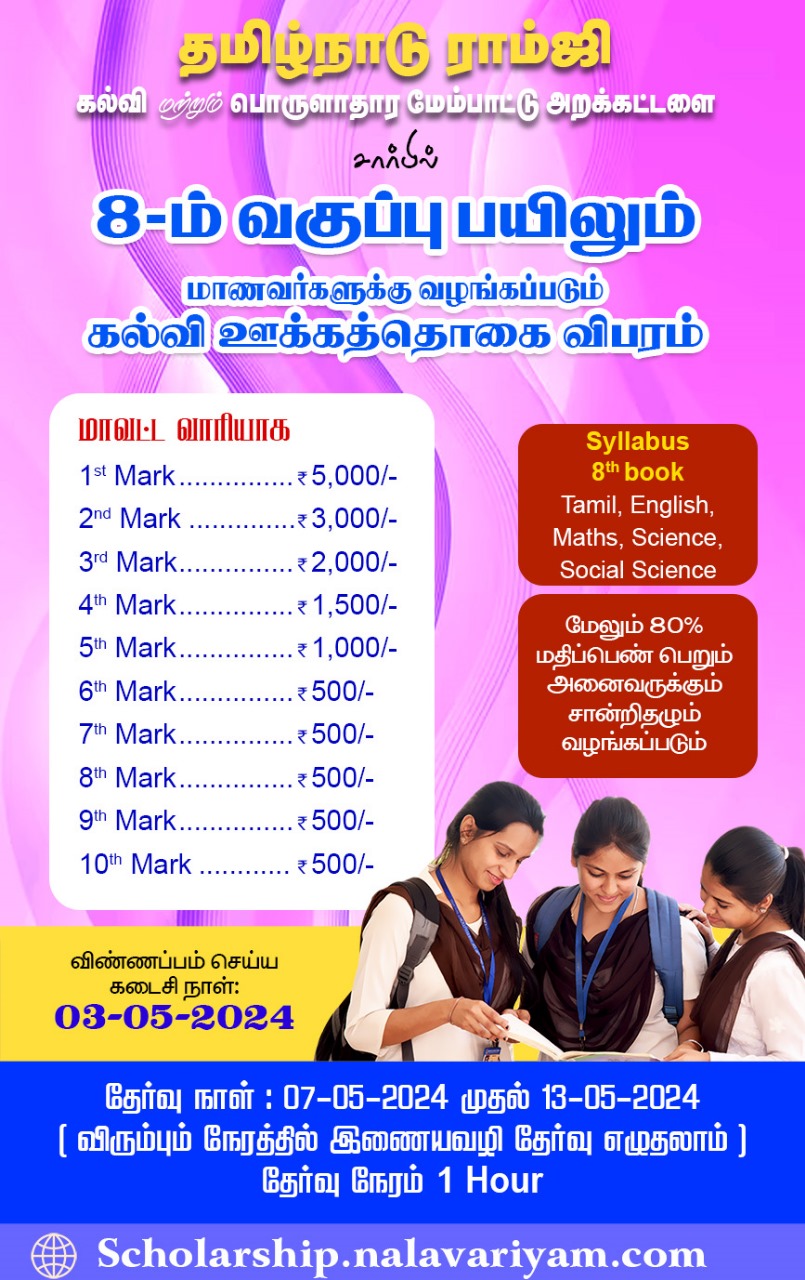 தமிழ்நாடு ராம்ஜி
கல்வி மற்றும் பொருளாதார மேம்பாட்டு அறக்கட்டளை
சார்பில்
8-ம் வகுப்பு பயிலும்
மாணவர்களுக்கு வழங்கப்படும்
கல்வி ஊக்கத்தொகை விபரம்
மாவட்ட வாரியாக
1st Mark...............₹ 5,000/-
2nd Mark ..............₹ 3,000/-
3rd Mark...............₹ 2,000/-
4th Mark...............₹ 1,500/-
5th Mark...............₹ 1,000/-
6th Mark...............₹ 500/-
7th Mark...............₹ 500/-
8th Mark...............₹ 500/-
9th Mark...............₹ 500/-
10th Mark ............₹ 500/-
Syllabus
8th book
Tamil, English,
Maths, Science,
Social Science
மேலும் 80%
மதிப்பெண் பெறும்
அனைவருக்கும்
சான்றிதழும்
வழங்கப்படும்
விண்ணப்பம் செய்ய
கடைசி நாள்:
03-05-2024
தேர்வு நாள் : 07-05-2024 முதல் 13-05-2024
( விரும்பும் நேரத்தில் இணையவழி தேர்வு எழுதலாம் )
தேர்வு நேரம் 1 Hour
Scholarship.nalavariyam.com